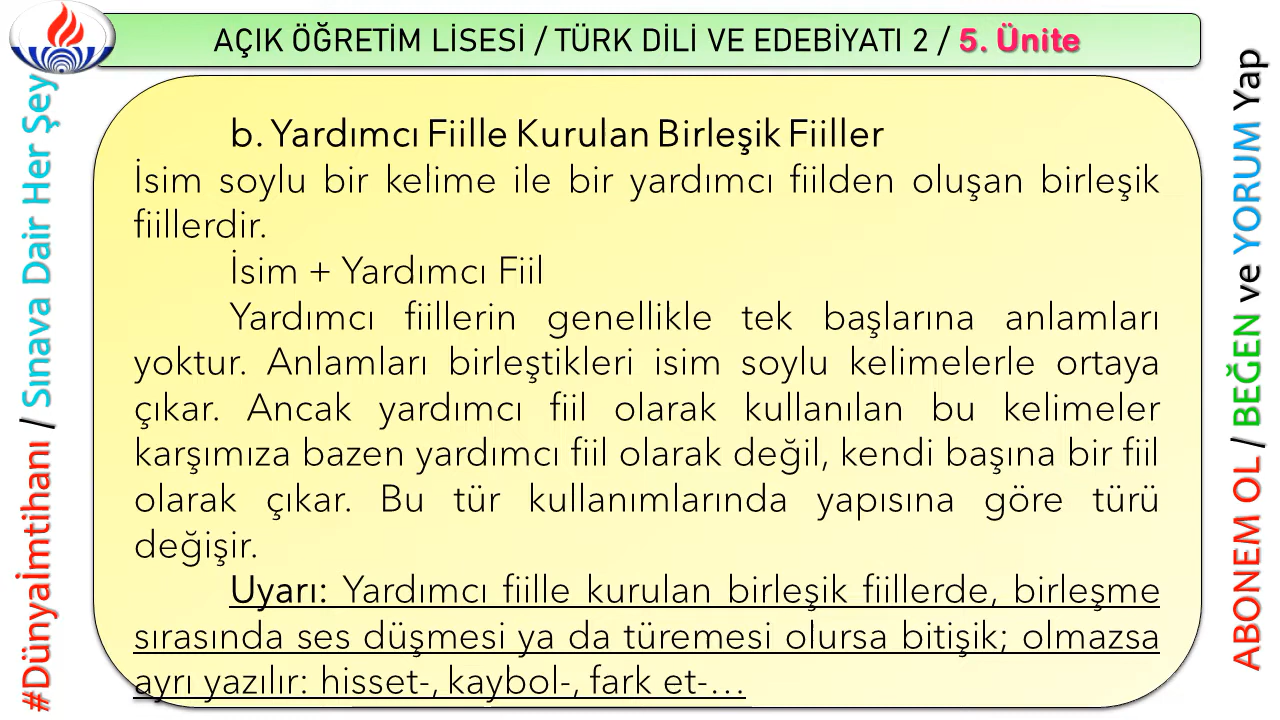 AÇIK ÖĞRETİM LİSESİ / TÜRK DİLİ VE EDEBİYATI 2 / 5. Ünite
#Dünyaİmtihanı / Sınava Dair Her Şey
b. Yardımcı Fiille Kurulan Birleşik Fiiller
İsim soylu bir kelime ile bir yardımcı fiilden oluşan birleşik
fiillerdir.
İsim + Yardımcı Fiil
Yardımcı fiillerin genellikle tek başlarına anlamları
yoktur. Anlamları birleştikleri isim soylu kelimelerle ortaya
çıkar. Ancak yardımcı fiil olarak kullanılan bu kelimeler
karşımıza bazen yardımcı fiil olarak değil, kendi başına bir fiil
olarak çıkar. Bu tür kullanımlarında yapısına göre türü
değişir.
Uyarı: Yardımcı fiille kurulan birleşik fiillerde, birleşme
sırasında ses düşmesi ya da türemesi olursa bitişik; olmazsa
ayrı yazılır: hisset-, kaybol-, fark et-…
ABONEM OL / BEĞEN ve YORUM Yap